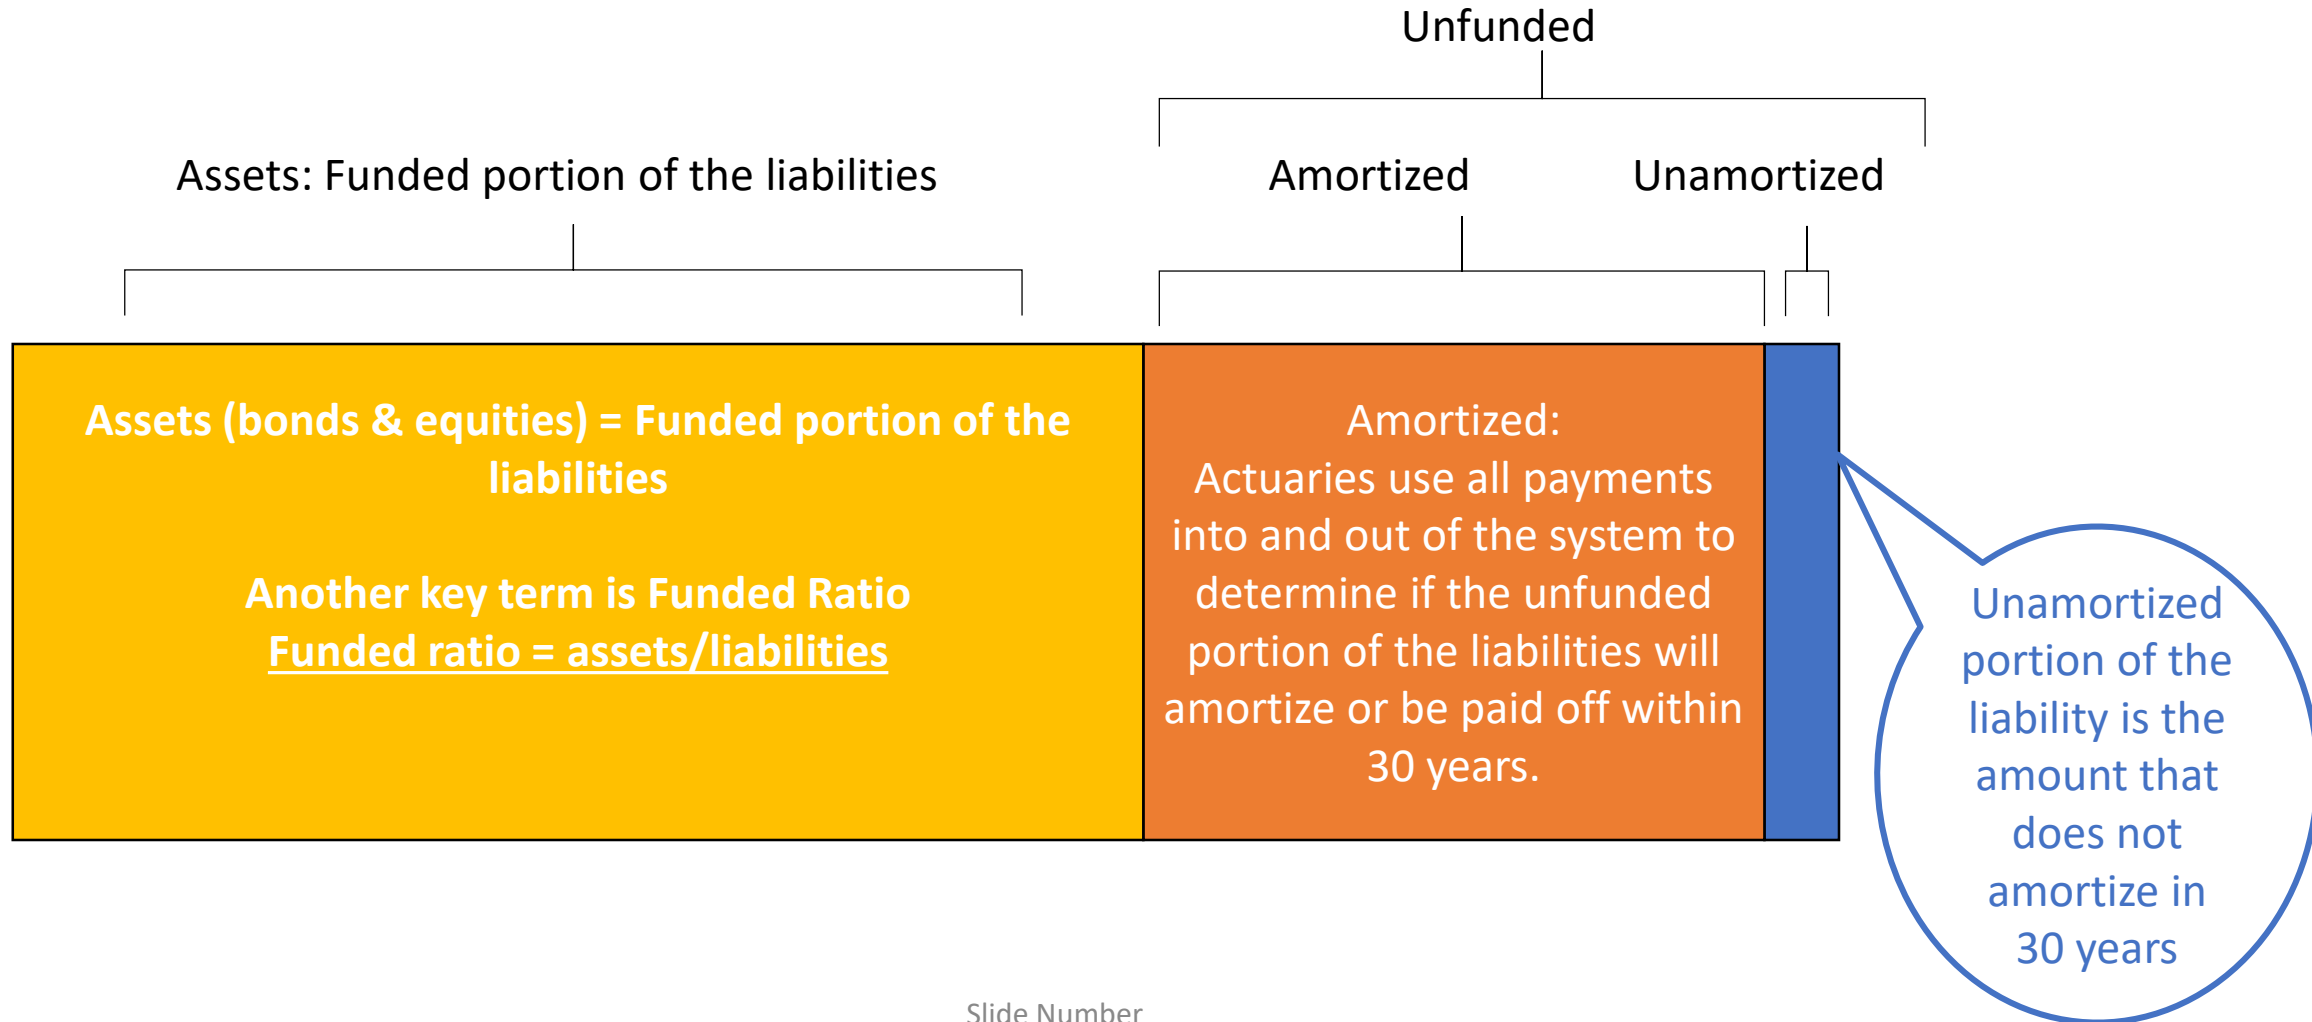 Unfunded
Assets: Funded portion of the liabilities
Amortized
Unamortized
Assets (bonds & equities) = Funded portion of the
liabilities
Another key term is Funded Ratio
Funded ratio = assets/liabilities
Amortized:
Actuaries use all payments
into and out of the system to
determine if the unfunded
portion of the liabilities will
amortize or be paid off within
30 years.
Unamortized
portion of the
liability is the
amount that
does not
amortize in
30 years
Slide Number